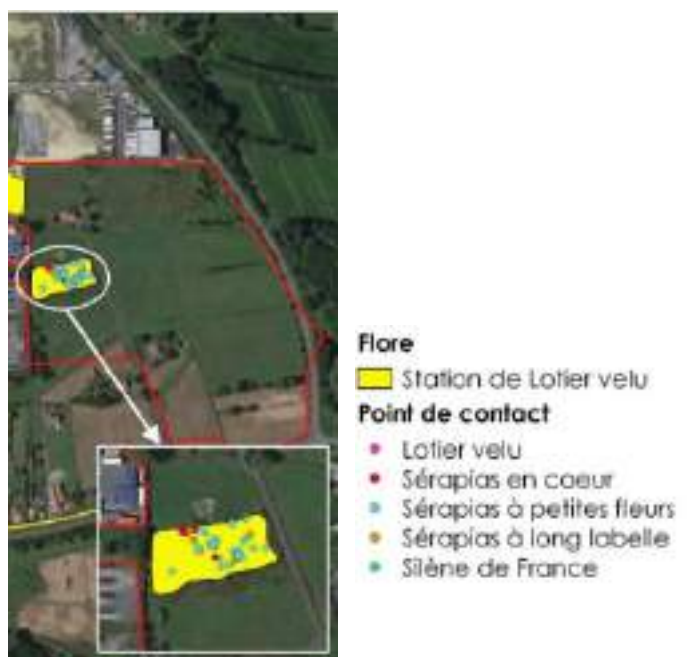 Flore
Station de Lotier velu
Point de contact
Lotier velu
Sérapias en coeur
Sérapias à petites fleurs
Sérapias à long labelle
Silène de France